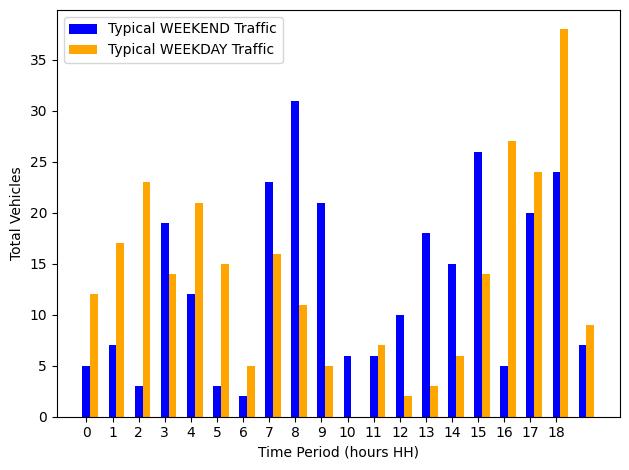 Typical WEEKEND Traffic
Typical WEEKDAY Traffic
35
30
25
20
15
10
5
0
Total Vehicles
0 1 2 3 4 5 6 7 8 9 10 11 12 13 14 15 16 17 18
Time Period (hours HH)